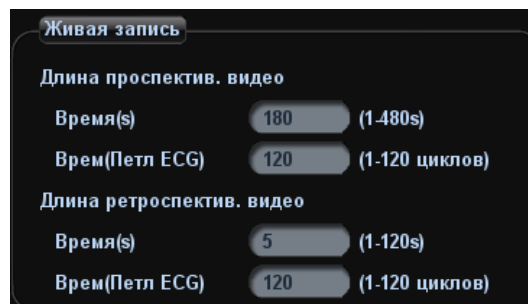 Живая запись
Длина проспектив. видео
Время(s) 180 (1-480s)
Врем(Петл ECG) 120 (1-120 циклов)
Длина ретроспектив. видео
Время(s) 5 (1-120s)
Врем(Петл ECG) 120 (1-120 циклов)